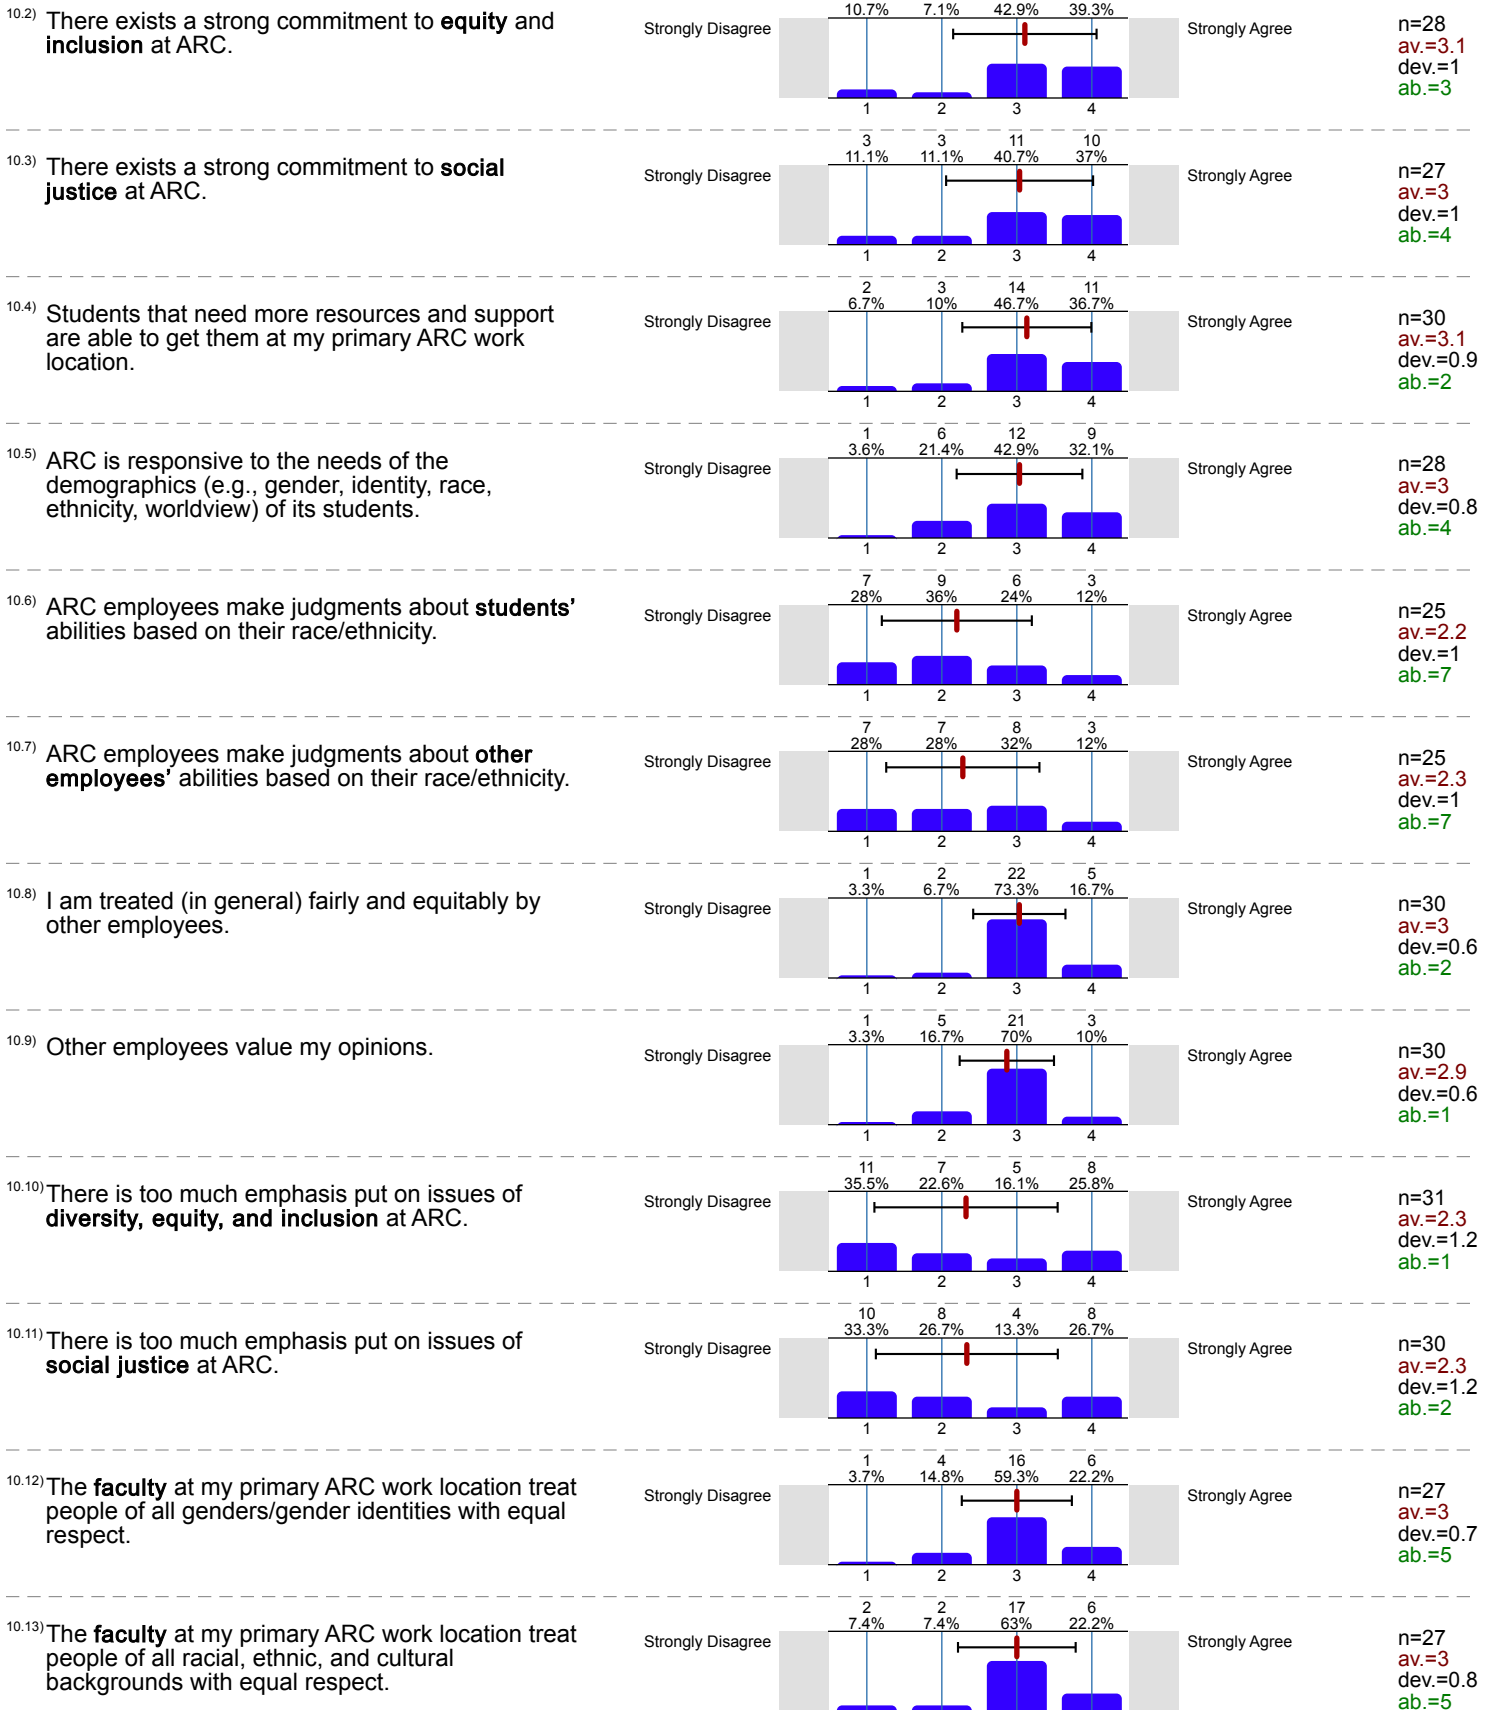 10.2) There exists a strong commitment to equity and
inclusion at ARC.
10.7% 7.1% 42.9% 39.3%
Strongly Disagree Strongly Agree
1 2 3 4
n=28
av.=3.1
dev.=1
ab.=3
10.3) There exists a strong commitment to social
justice at ARC.
3 3 11 10
11.1% 11.1% 40.7% 37%
Strongly Disagree Strongly Agree
1 2 3 4
n=27
av.=3
dev.=1
ab.=4
10.4) Students that need more resources and support
are able to get them at my primary ARC work
location.
2 3 14 11
6.7% 10% 46.7% 36.7%
Strongly Disagree Strongly Agree
1 2 3 4
n=30
av.=3.1
dev.=0.9
ab.=2
10.5) ARC is responsive to the needs of the
demographics (e.g., gender, identity, race,
ethnicity, worldview) of its students.
1 6 12 9
3.6% 21.4% 42.9% 32.1%
Strongly Disagree Strongly Agree
1 2 3 4
n=28
av.=3
dev.=0.8
ab.=4
10.6) ARC employees make judgments about students’
abilities based on their race/ethnicity.
7 9 6 3
28% 36% 24% 12%
Strongly Disagree Strongly Agree
1 2 3 4
n=25
av.=2.2
dev.=1
ab.=7
10.7) ARC employees make judgments about other
employees’ abilities based on their race/ethnicity.
7 7 8 3
28% 28% 32% 12%
Strongly Disagree Strongly Agree
1 2 3 4
n=25
av.=2.3
dev.=1
ab.=7
10.8) I am treated (in general) fairly and equitably by
other employees.
1 2 22 5
3.3% 6.7% 73.3% 16.7%
Strongly Disagree Strongly Agree
1 2 3 4
n=30
av.=3
dev.=0.6
ab.=2
10.9) Other employees value my opinions.
1 5 21 3
3.3% 16.7% 70% 10%
Strongly Disagree Strongly Agree
1 2 3 4
n=30
av.=2.9
dev.=0.6
ab.=1
10.10) There is too much emphasis put on issues of
diversity, equity, and inclusion at ARC.
11 7 5 8
35.5% 22.6% 16.1% 25.8%
Strongly Disagree Strongly Agree
1 2 3 4
n=31
av.=2.3
dev.=1.2
ab.=1
10.11) There is too much emphasis put on issues of
social justice at ARC.
10 8 4 8
33.3% 26.7% 13.3% 26.7%
Strongly Disagree Strongly Agree
1 2 3 4
n=30
av.=2.3
dev.=1.2
ab.=2
10.12) The faculty at my primary ARC work location treat
people of all genders/gender identities with equal
respect.
1 4 16 6
3.7% 14.8% 59.3% 22.2%
Strongly Disagree Strongly Agree
1 2 3 4
n=27
av.=3
dev.=0.7
ab.=5
10.13) The faculty at my primary ARC work location treat
people of all racial, ethnic, and cultural
backgrounds with equal respect.
2 2 17 6
7.4% 7.4% 63% 22.2%
Strongly Disagree Strongly Agree
n=27
av.=3
dev.=0.8
ab.=5